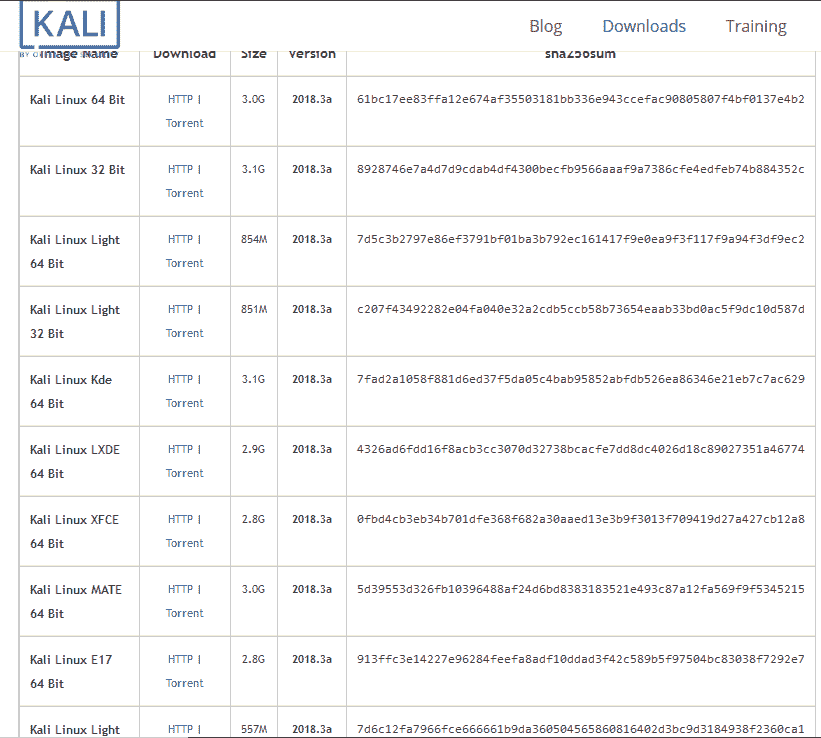 KALI
Blog
Downloads
Training
Image Name Download Size Version sha256sum
Kali Linux 64 Bit HTTP | 3.0G 2018.3a 61bc17ee83ffa12e674af35503181bb336e943ccefac90805807f4bf0137e4b2
Torrent
Kali Linux 32 Bit HTTP | 3.1G 2018.3a 8928746e7a4d7d9cdab4df4300becfb9566aaaf9a7386cfe4edfeb74b884352c
Torrent
Kali Linux Light HTTP | 854M 2018.3a 7d5c3b2797e86ef3791bf01ba3b792ec161417f9e0ea9f3f117f9a94f3df9ec2
64 Bit Torrent
Kali Linux Light HTTP | 851M 2018.3a c207f43492282e04fa040e32a2cdb5ccb58b73654eaab33bd0ac5f9dc10d587d
32 Bit Torrent
Kali Linux Kde HTTP | 3.1G 2018.3a 7fad2a1058f881d6ed37f5da05c4bab95852abfdb526ea86346e21eb7c7ac629
64 Bit Torrent
Kali Linux LXDE HTTP | 2.9G 2018.3a 4326ad6fdd16f8acb3cc3070d32738bcacfe7dd8dc4026d18c89027351a46774
64 Bit Torrent
Kali Linux XFCE HTTP | 2.8G 2018.3a 0fbd4cb3eb34b701dfe368f682a30aaed13e3b9f3013f709419d27a427cb12a8
64 Bit Torrent
Kali Linux MATE HTTP | 3.0G 2018.3a 5d39553d326fb10396488af24d6bd8383183521e493c87a12fa569f9f5345215
64 Bit Torrent
Kali Linux E17 HTTP | 2.8G 2018.3a 913ffc3e14227e96284feefa8adf10ddad3f42c589b5f97504bc83038f7292e7
64 Bit Torrent
Kali Linux Light HTTP | 557M 2018.3a 7d6c12fa7966fce666661b9da360504565860816402d3bc9d3184938f2360ca1